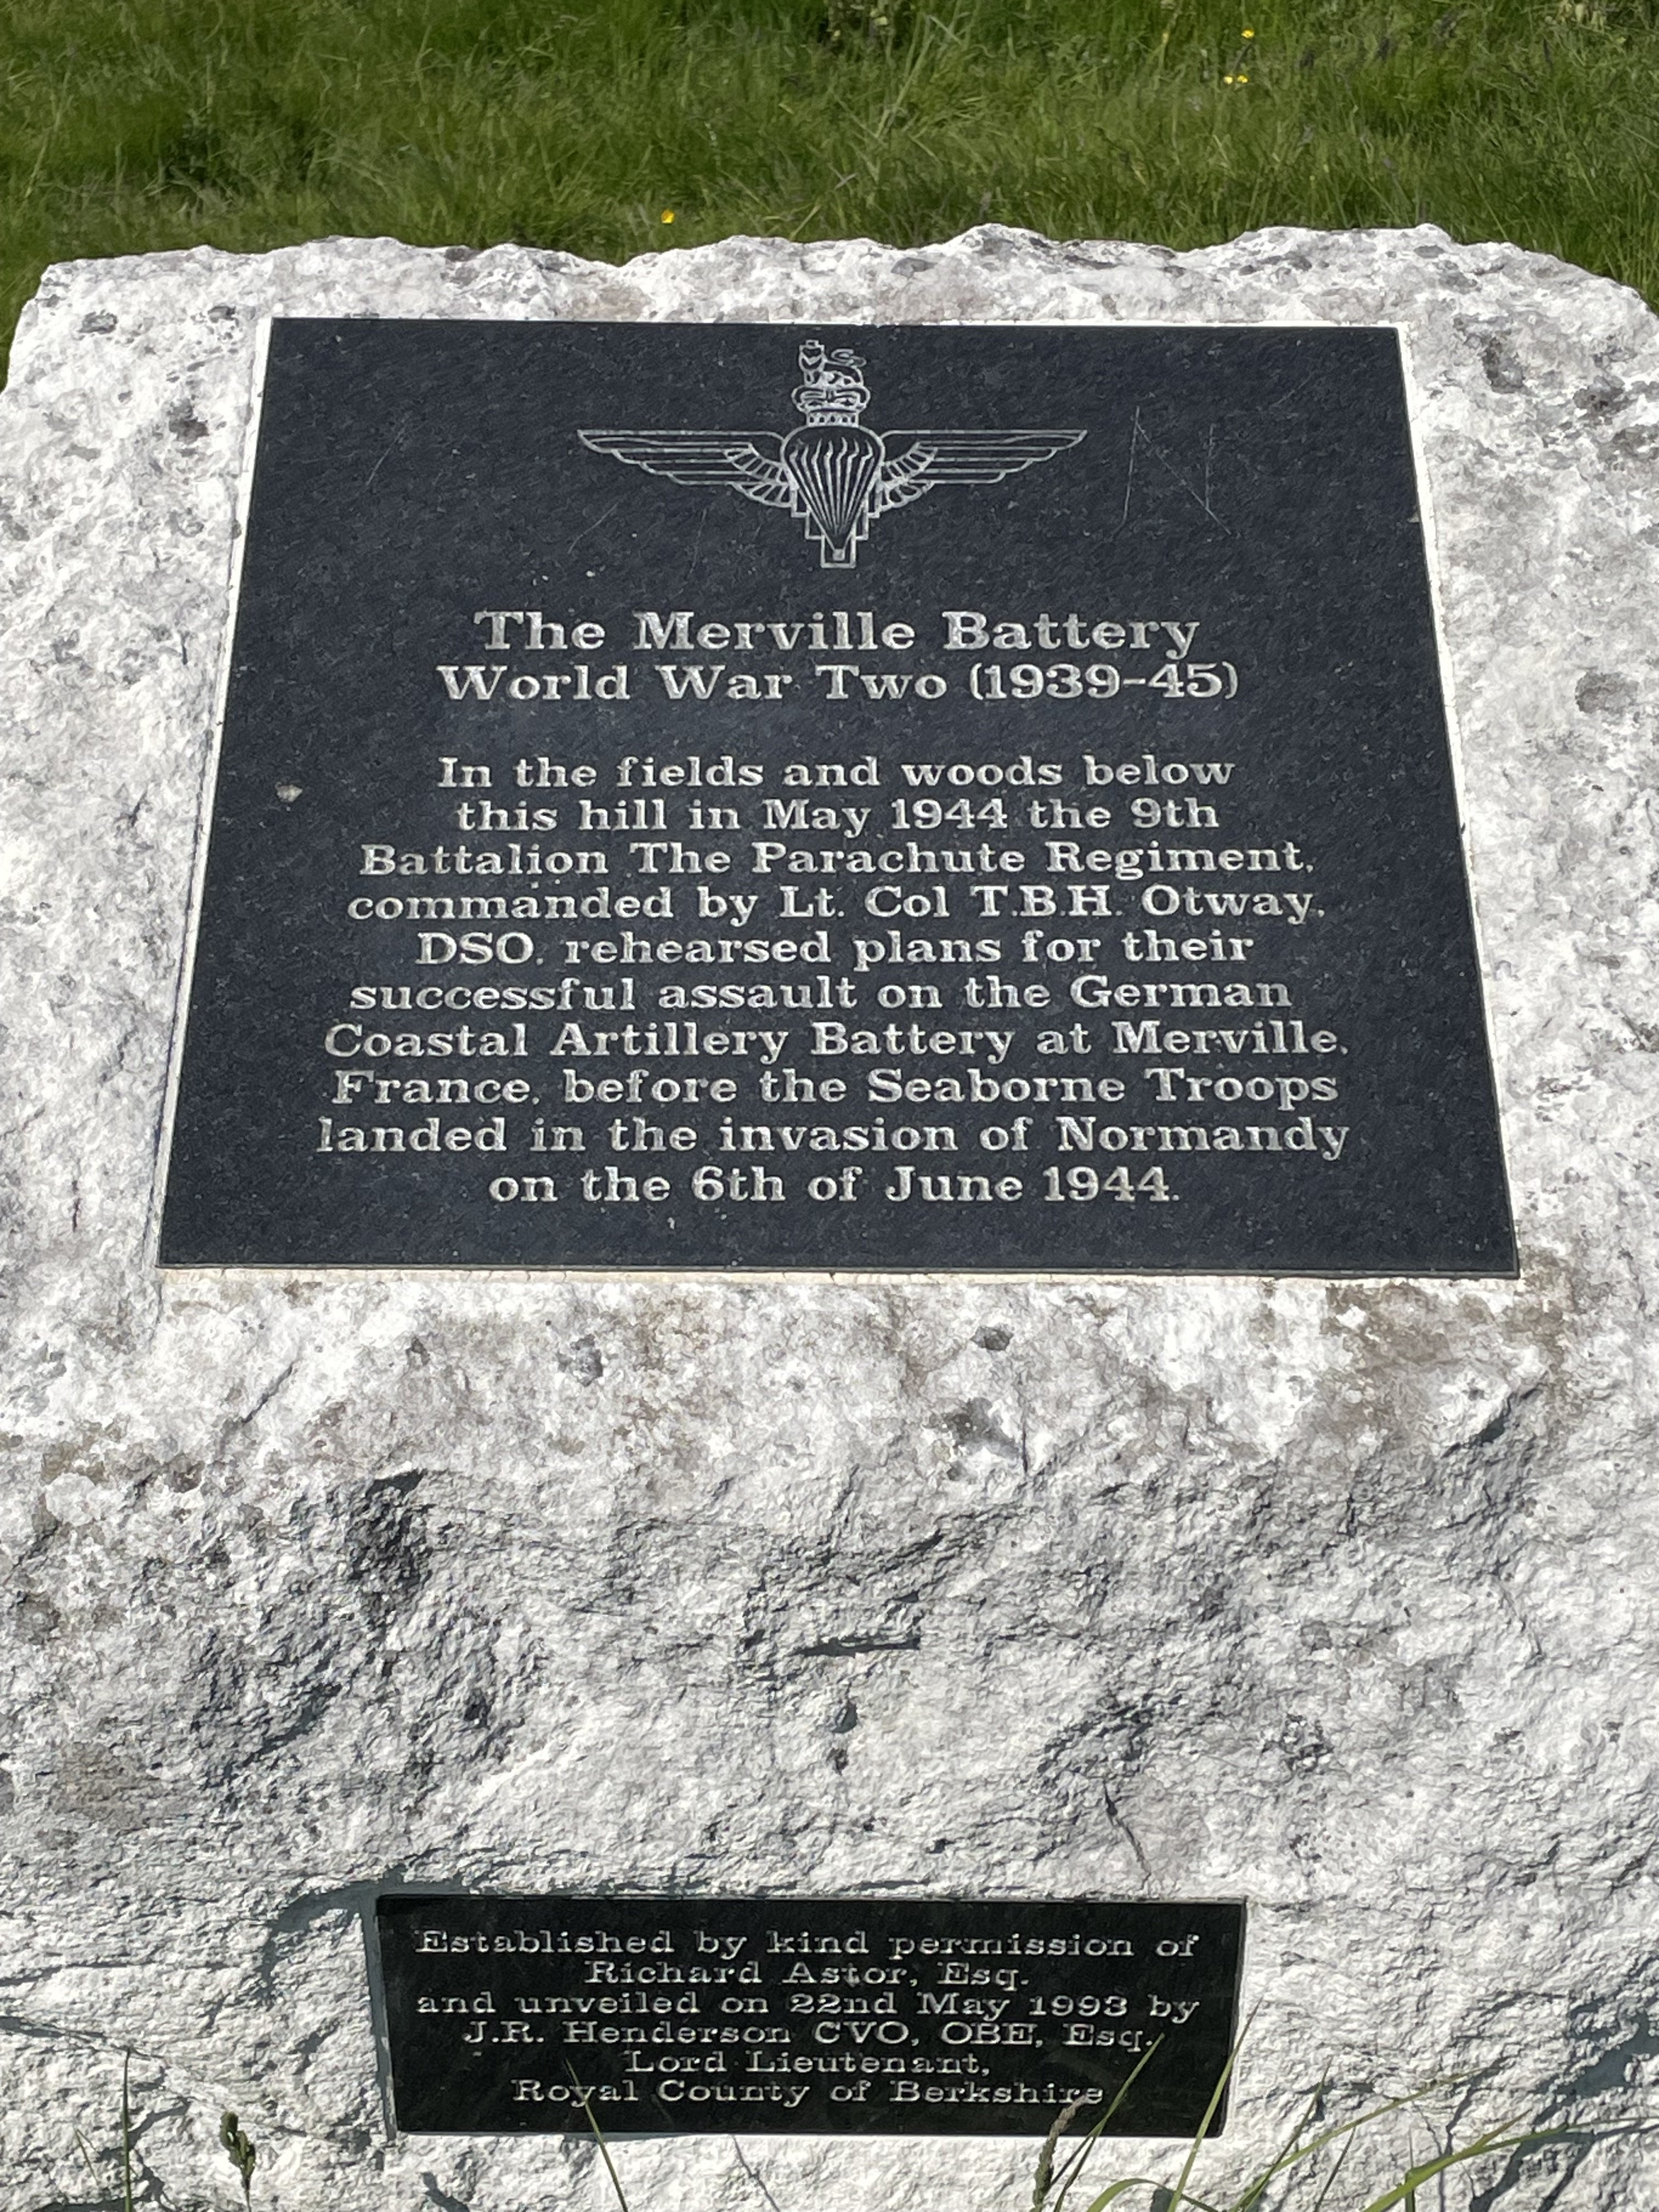 The Merville Battery
World War Two (1939-45)
In the fields and woods below
this hill in May 1944 the 9th
Battalion The Parachute Regiment,
commanded by Lt. Col T.B.H. Otway,
DSO, rehearsed plans for their
successful assault on the German
Coastal Artillery Battery at Merville,
France, before the Seaborne Troops
landed in the invasion of Normandy
on the 6th of June 1944.
Established by kind permission of
Richard Astor, Esq.
and unveiled on 22nd May 1993 by
J.R. Henderson CVO, OBE, Esq.
Lord Lieutenant,
Royal County of Berkshire